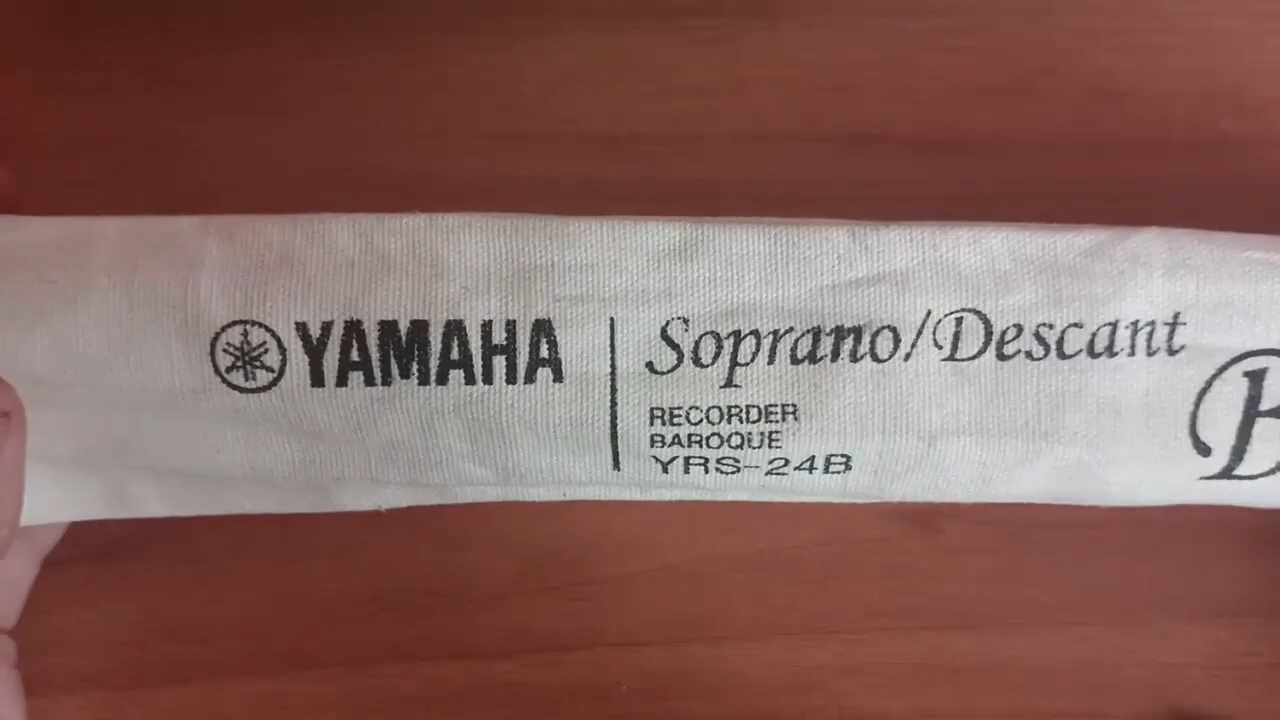 YAMAHA
Soprano/Descant
RECORDER
BAROQUE
YRS-24B
B